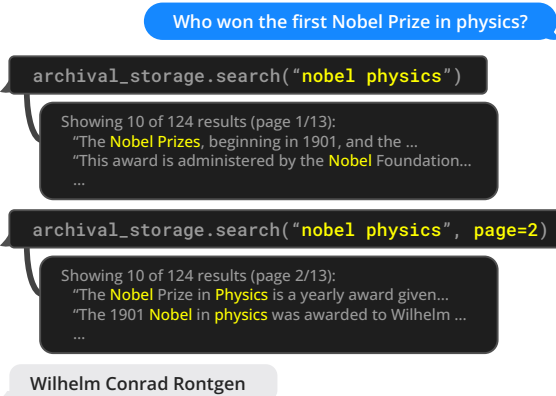 Who won the first Nobel Prize in physics?
archival_storage.search(“nobel physics”)
Showing 10 of 124 results (page 1/13):
“The Nobel Prizes, beginning in 1901, and the ...
“This award is administered by the Nobel Foundation...
...
archival_storage.search(“nobel physics”, page=2)
Showing 10 of 124 results (page 2/13):
“The Nobel Prize in Physics is a yearly award given...
“The 1901 Nobel in physics was awarded to Wilhelm ...
...
Wilhelm Conrad Rontgen